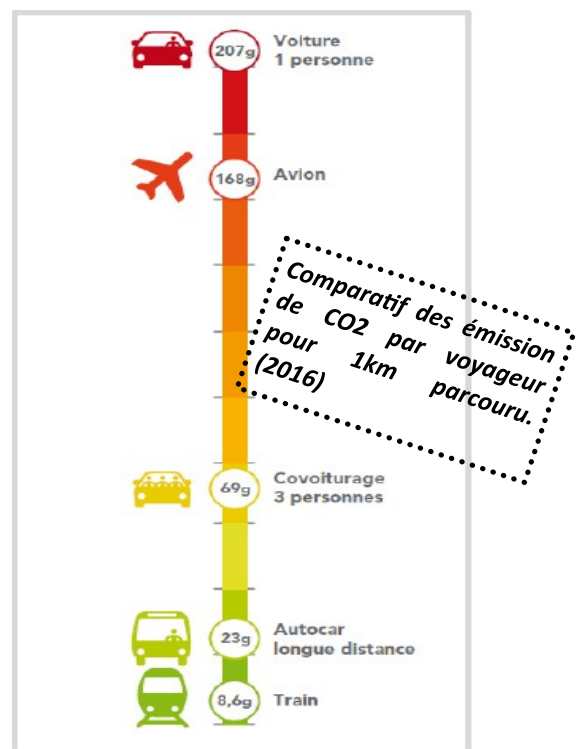 207g
Voiture
1 personne
168g
Avion
Comparatif des émission
de CO2 par voyageur
pour 1km parcouru.
(2016)
69g
Covoiturage
3 personnes
23g
Autocar
longue distance
8,6g
Train